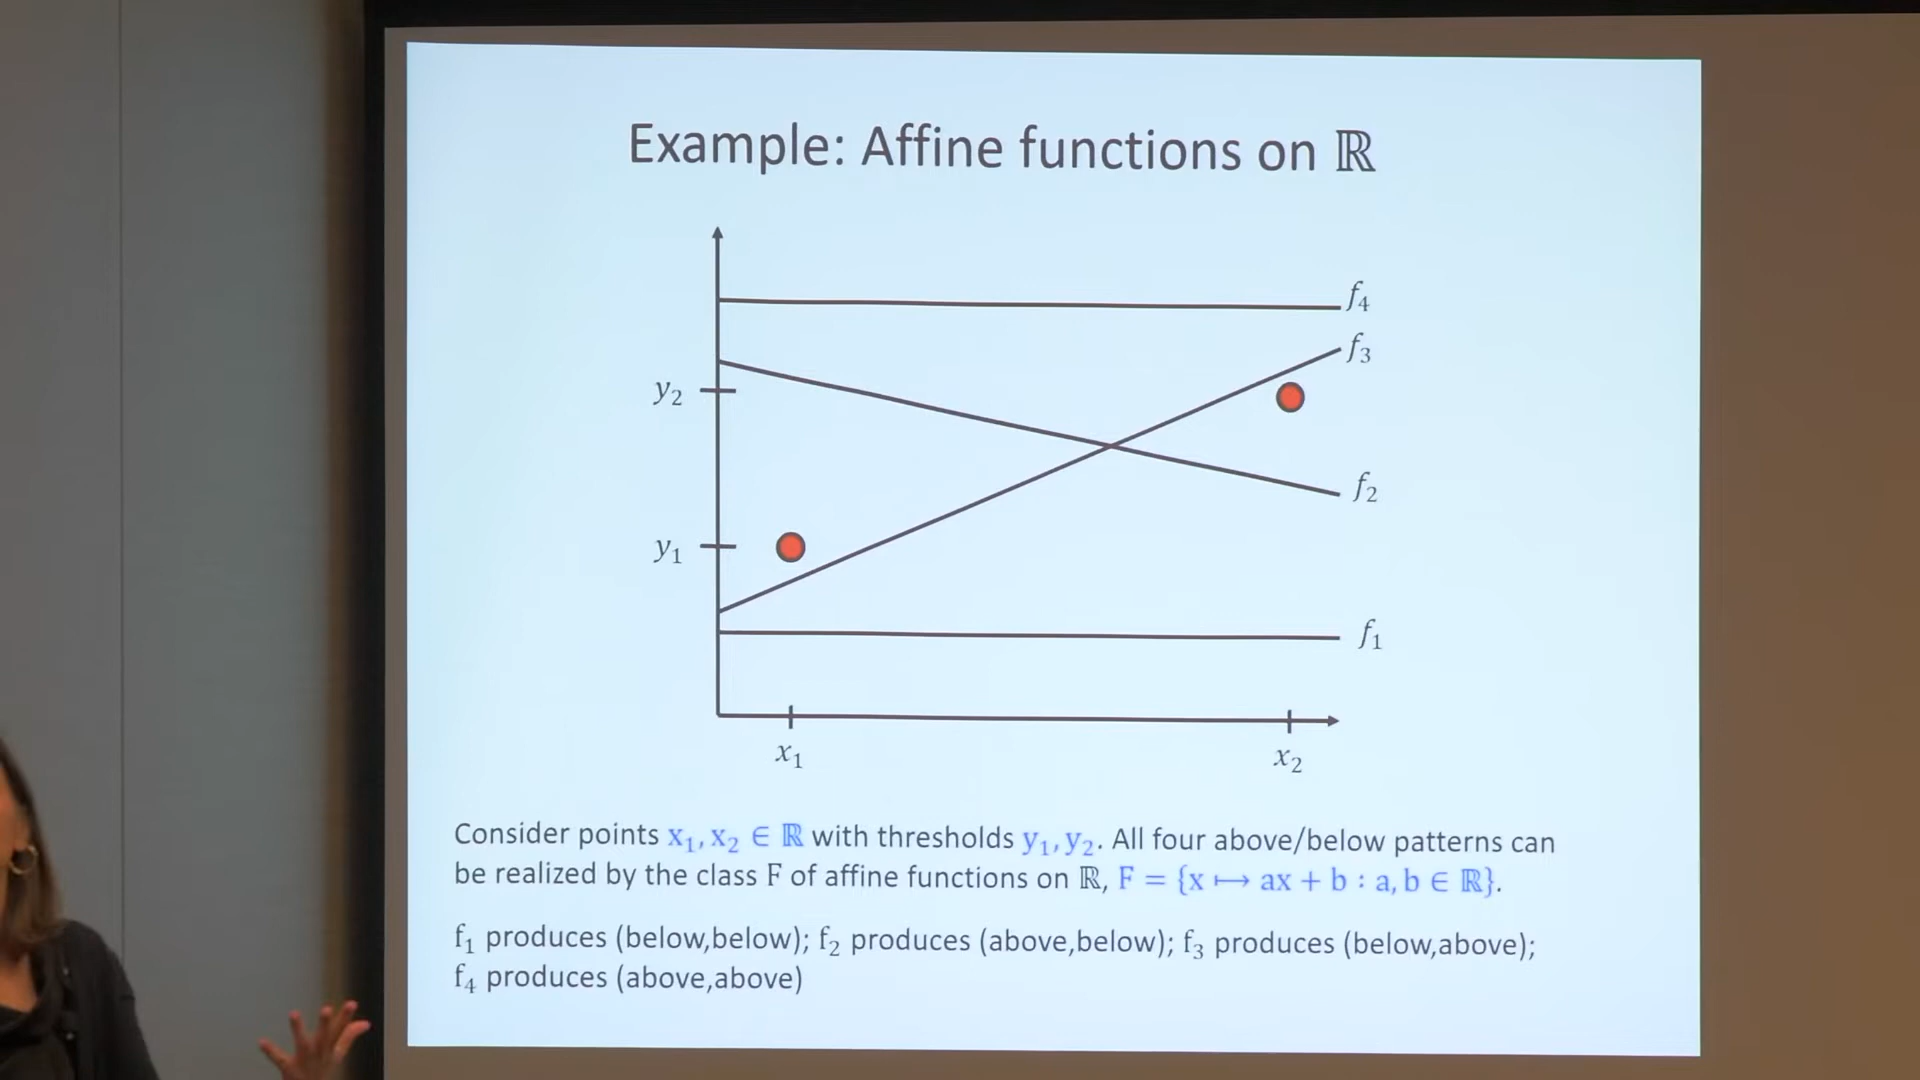 Example: Affine functions on ℝ
f₄
f₃
y₂
f₂
y₁
f₁
x₁
x₂
Consider points x₁, x₂ ∈ ℝ with thresholds y₁, y₂. All four above/below patterns can
be realized by the class F of affine functions on ℝ, F = {x ⟼ ax + b : a, b ∈ ℝ}.
f₁ produces (below,below); f₂ produces (above,below); f₃ produces (below,above);
f₄ produces (above,above)